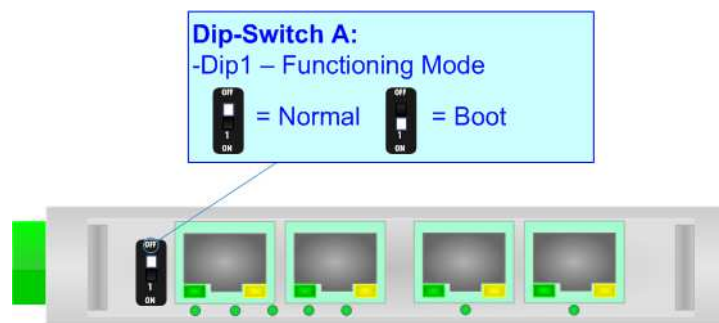 Dip-Switch A:
-Dip1 – Functioning Mode
OFF
1
ON
= Normal
OFF
1
ON
= Boot
OFF
1
ON